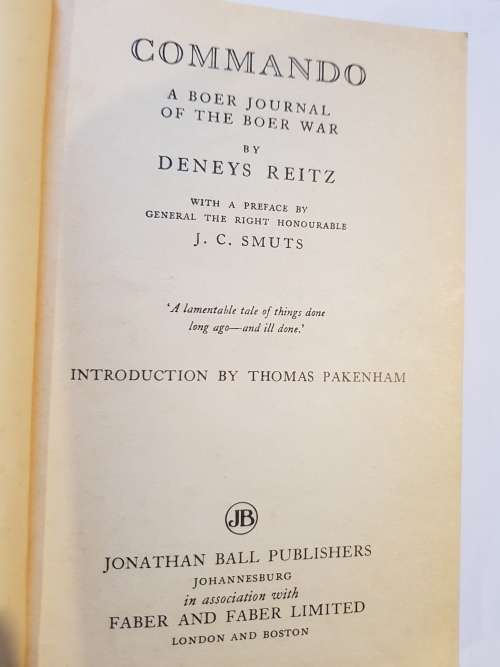 COMMANDO
A BOER JOURNAL
OF THE BOER WAR
BY
DENEYS REITZ
WITH A PREFACE BY
GENERAL THE RIGHT HONOURABLE
J. C. SMUTS
‘A lamentable tale of things done
long ago—and ill done.’
INTRODUCTION BY THOMAS PAKENHAM
JB
JONATHAN BALL PUBLISHERS
JOHANNESBURG
in association with
FABER AND FABER LIMITED
LONDON AND BOSTON